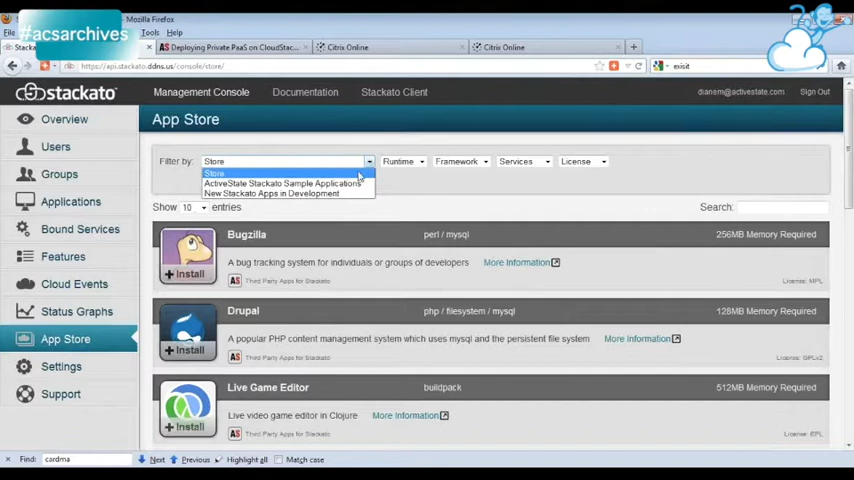 #acsarchives
Mozilla Firefox
Tools Help
Deploying Private PaaS on CloudStac...
Citrix Online
Citrix Online
https://api.stackato.ddns.us/console/store/
exisit
stackato
Management Console
Documentation
Stackato Client
dianem@activestate.com
Sign Out
Overview
Users
Groups
Applications
Bound Services
Features
Cloud Events
Status Graphs
App Store
Settings
Support
App Store
Filter by:
Store
Runtime
Framework
Services
License
Store
ActiveState Stackato Sample Applications
New Stackato Apps in Development
Show 10 entries
Search:
Bugzilla
perl / mysql
256MB Memory Required
+ Install
A bug tracking system for individuals or groups of developers
More Information
AS Third Party Apps for Stackato
License: MPL
Drupal
php / filesystem / mysql
128MB Memory Required
+ Install
A popular PHP content management system which uses mysql and the persistent file system
More Information
AS Third Party Apps for Stackato
License: GPLv2
Live Game Editor
buildpack
512MB Memory Required
+ Install
Live video game editor in Clojure
More Information
AS Third Party Apps for Stackato
License: EPL
Find: cardma
Next
Previous
Highlight all
Match case